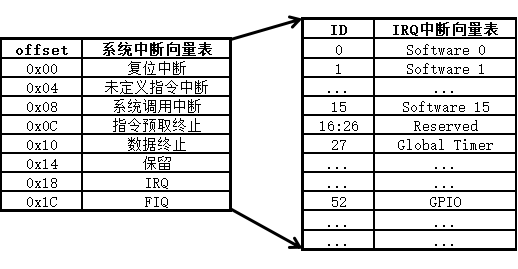 offset 系统中断向量表
0x00 复位中断
0x04 未定义指令中断
0x08 系统调用中断
0x0C 指令预取终止
0x10 数据终止
0x14 保留
0x18 IRQ
0x1C FIQ
ID IRQ中断向量表
0 Software 0
1 Software 1
... ...
15 Software 15
16:26 Reserved
27 Global Timer
... ...
... ...
52 GPIO
... ...
... ...